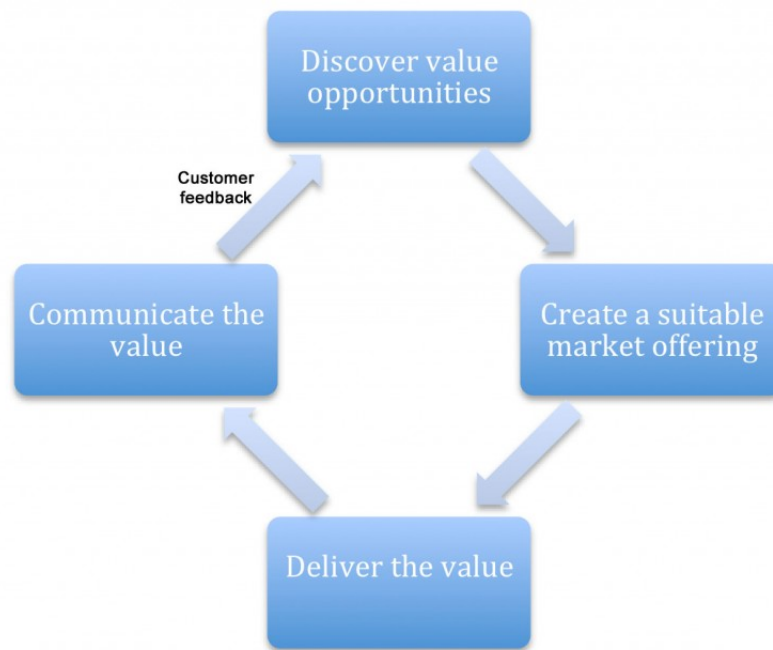 Discover value
opportunities
Customer
feedback
Communicate the
value
Create a suitable
market offering
Deliver the value